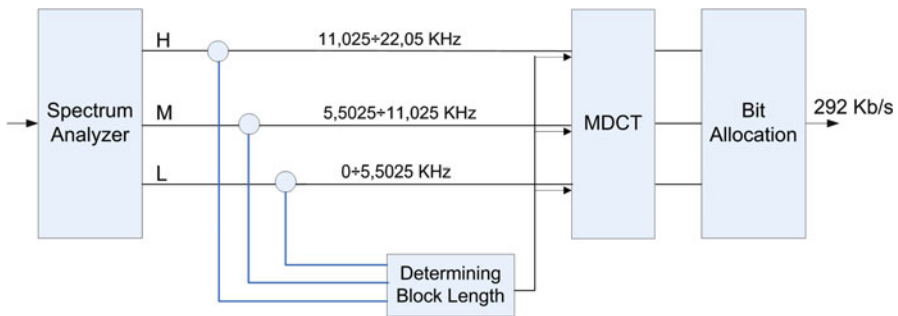 H
11,025÷22,05 KHz
Spectrum
Analyzer
M
5,5025÷11,025 KHz
MDCT
Bit
Allocation
292 Kb/s
L
0÷5,5025 KHz
Determining
Block Length